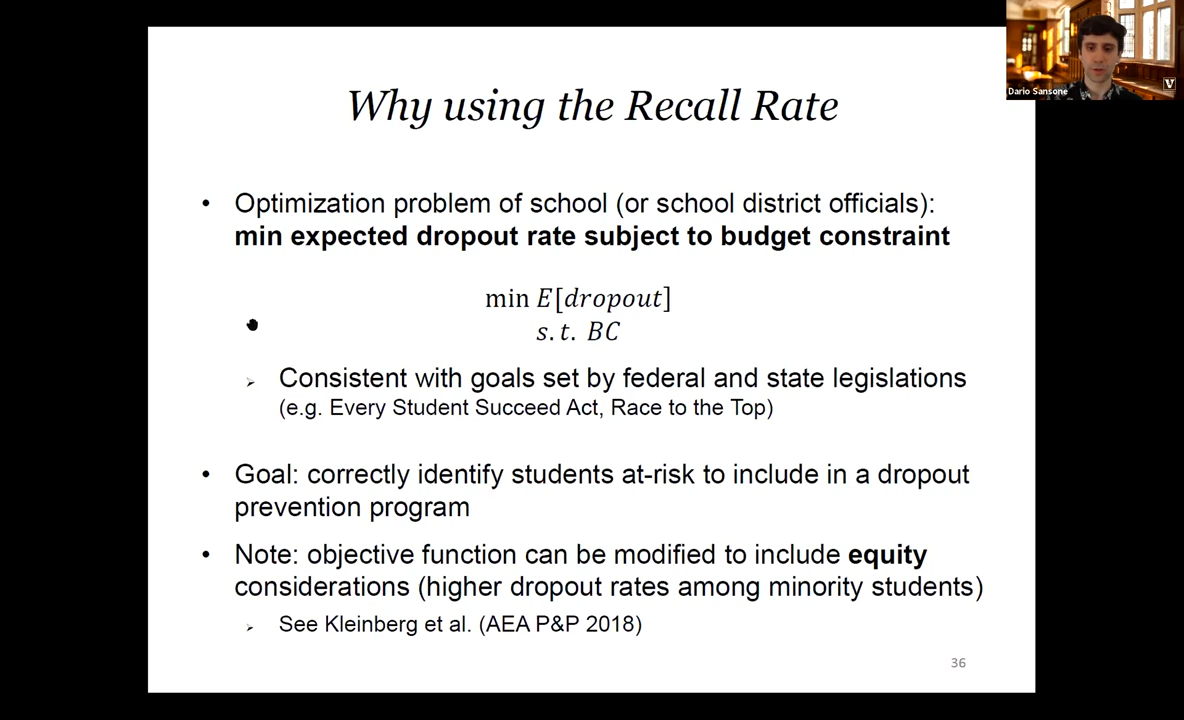 Why using the Recall Rate
Dario Sansone
V
• Optimization problem of school (or school district officials):
min expected dropout rate subject to budget constraint
min E[dropout]
s.t. BC
Consistent with goals set by federal and state legislations
(e.g. Every Student Succeed Act, Race to the Top)
• Goal: correctly identify students at-risk to include in a dropout
prevention program
• Note: objective function can be modified to include equity
considerations (higher dropout rates among minority students)
See Kleinberg et al. (AEA P&P 2018)
36